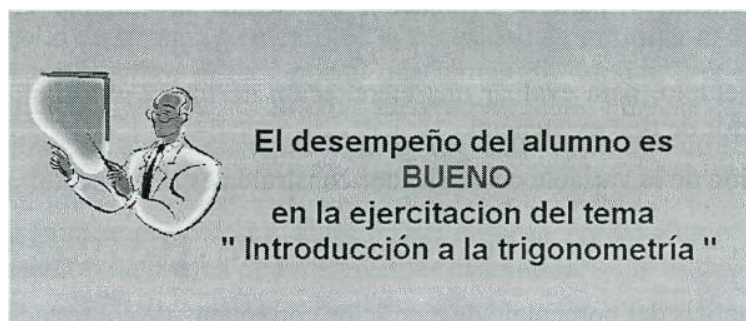 El desempeño del alumno es
BUENO
en la ejercitacion del tema
" Introducción a la trigonometría "